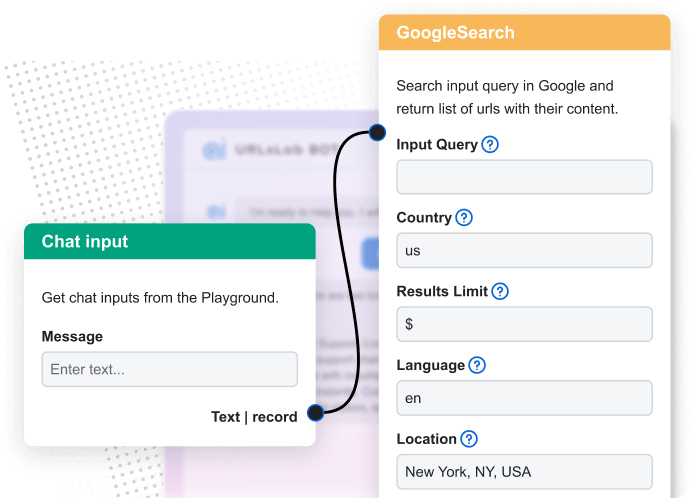 GoogleSearch
Search input query in Google and
return list of urls with their content.
Input Query ?
Country ?
us
Results Limit ?
$
Language ?
en
Location ?
New York, NY, USA
URLsLab BOT
I'm ready to help you.
Chat input
Get chat inputs from the Playground.
Message
Enter text...
Text | record